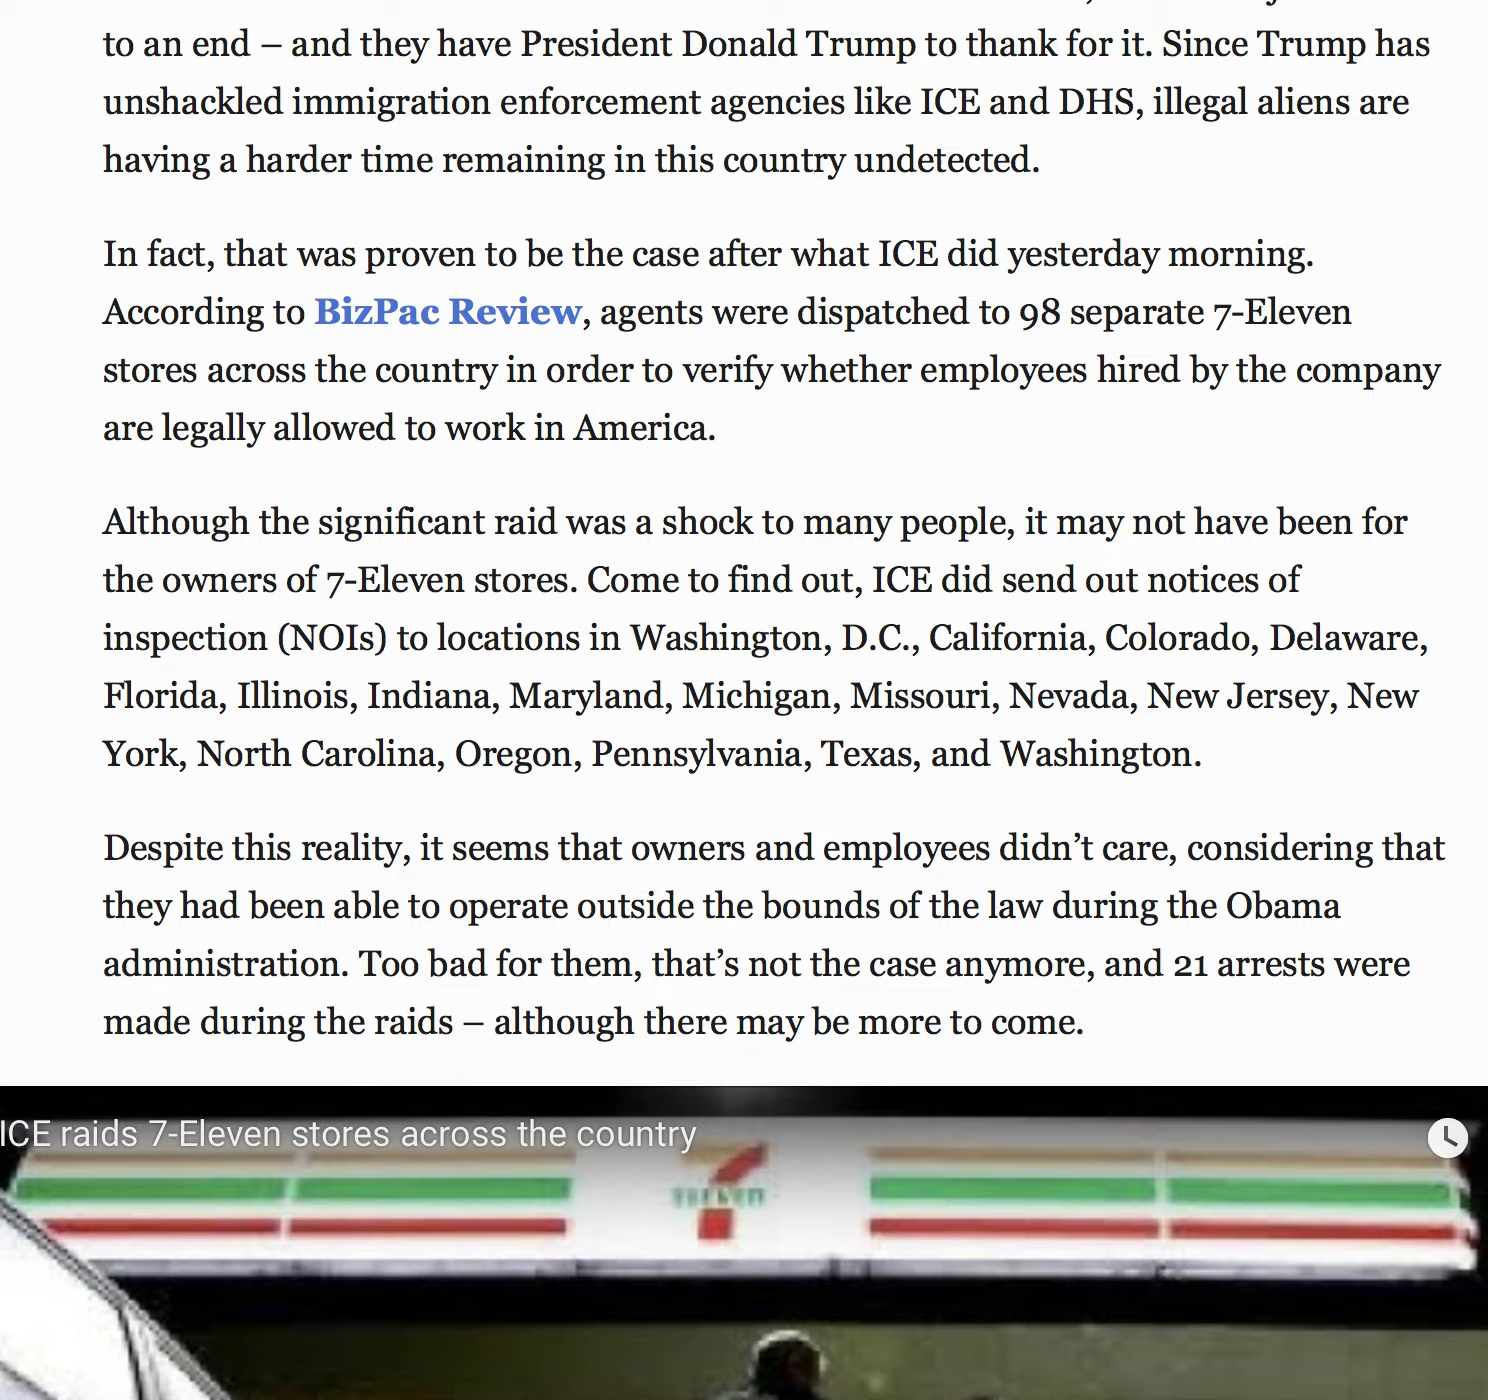 to an end – and they have President Donald Trump to thank for it. Since Trump has
unshackled immigration enforcement agencies like ICE and DHS, illegal aliens are
having a harder time remaining in this country undetected.
In fact, that was proven to be the case after what ICE did yesterday morning.
According to BizPac Review, agents were dispatched to 98 separate 7-Eleven
stores across the country in order to verify whether employees hired by the company
are legally allowed to work in America.
Although the significant raid was a shock to many people, it may not have been for
the owners of 7-Eleven stores. Come to find out, ICE did send out notices of
inspection (NOIs) to locations in Washington, D.C., California, Colorado, Delaware,
Florida, Illinois, Indiana, Maryland, Michigan, Missouri, Nevada, New Jersey, New
York, North Carolina, Oregon, Pennsylvania, Texas, and Washington.
Despite this reality, it seems that owners and employees didn’t care, considering that
they had been able to operate outside the bounds of the law during the Obama
administration. Too bad for them, that’s not the case anymore, and 21 arrests were
made during the raids – although there may be more to come.
ICE raids 7-Eleven stores across the country
7
ELEVEN